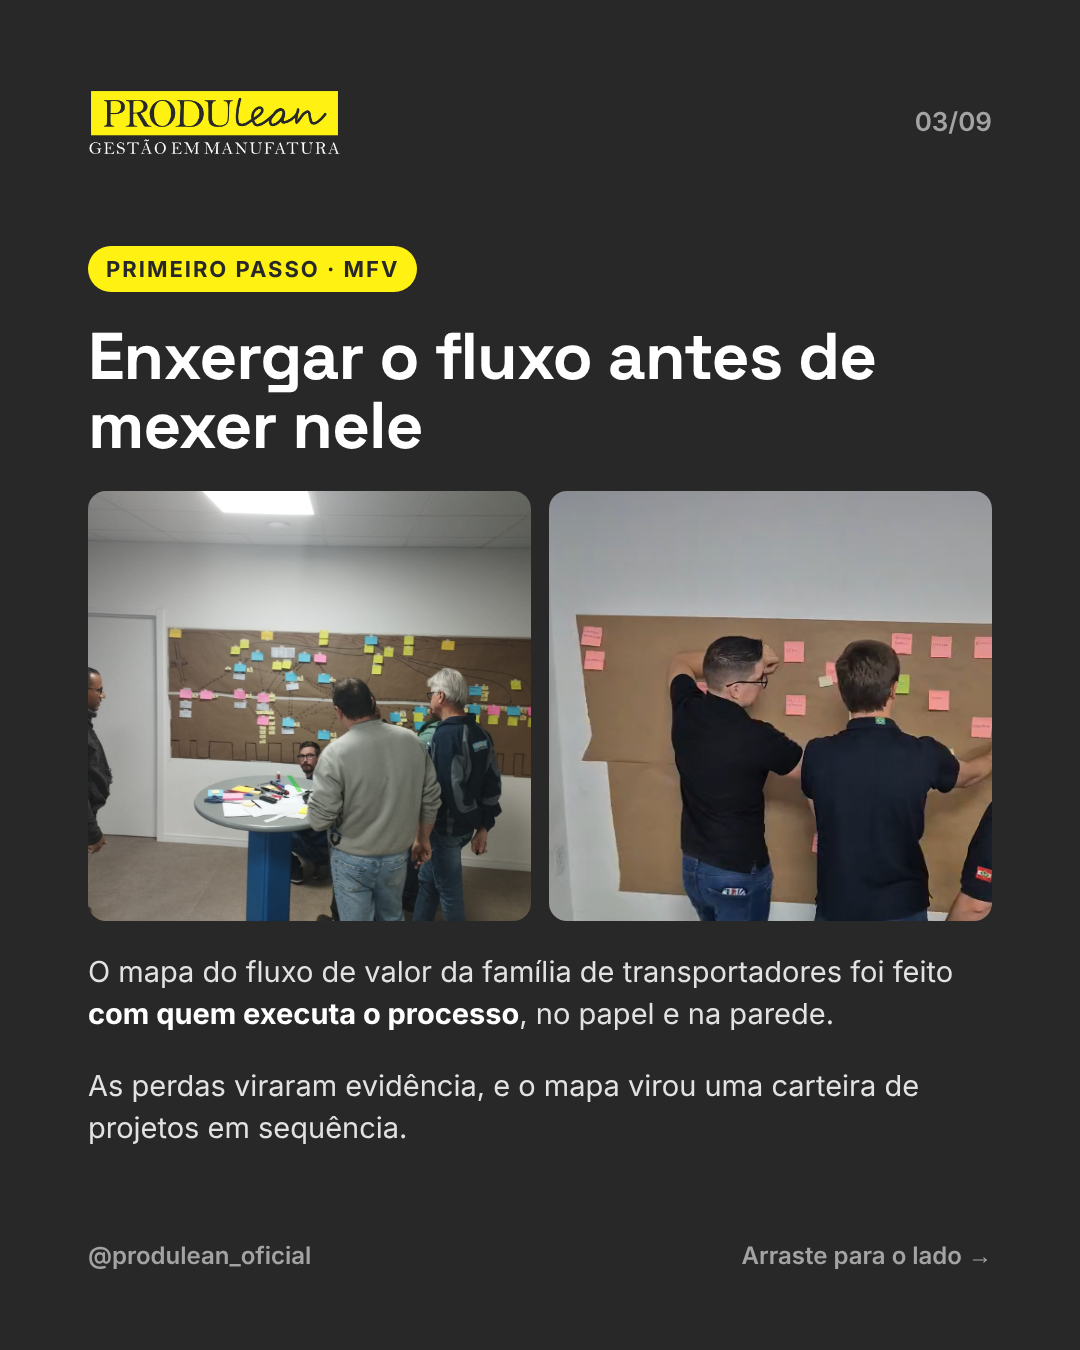 PRODUlean
GESTÃO EM MANUFATURA
03/09
PRIMEIRO PASSO · MFV
Enxergar o fluxo antes de
mexer nele
O mapa do fluxo de valor da família de transportadores foi feito
com quem executa o processo, no papel e na parede.
As perdas viraram evidência, e o mapa virou uma carteira de
projetos em sequência.
@produlean_oficial
Arraste para o lado →